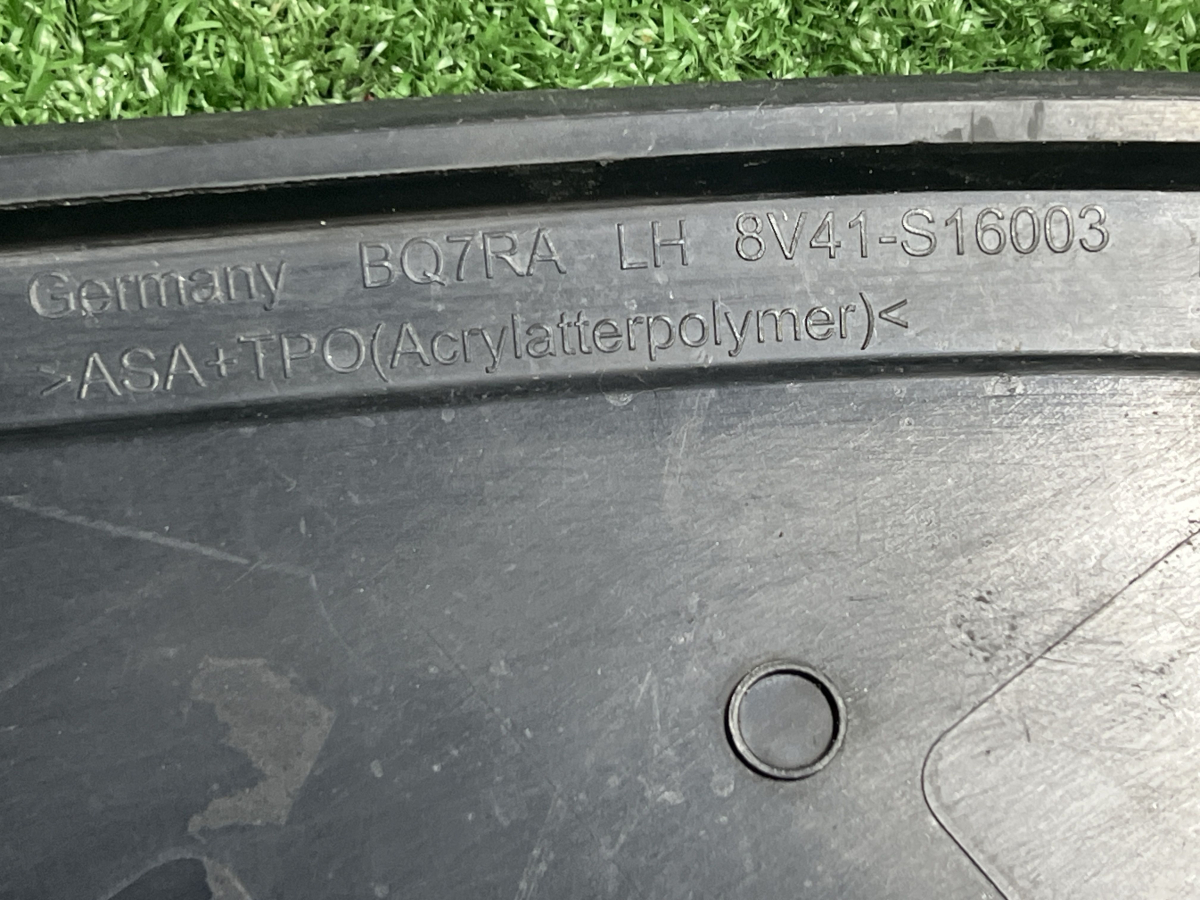 Germany BQ7RA LH 8V41-S16003
>ASA+TPO(Acrylatterpolymer)<